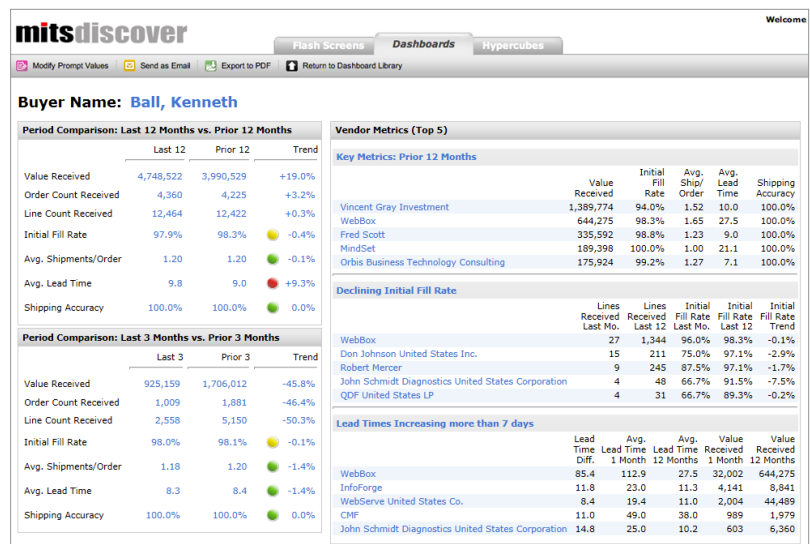 Welcome
mitsdiscover
Flash Screens Dashboards Hypercubes
Modify Prompt Values Send as Email Export to PDF Return to Dashboard Library
Buyer Name: Ball, Kenneth
Period Comparison: Last 12 Months vs. Prior 12 Months
Last 12 Prior 12 Trend
Value Received 4,748,522 3,990,529 +19.0%
Order Count Received 4,360 4,225 +3.2%
Line Count Received 12,464 12,422 +0.3%
Initial Fill Rate 97.9% 98.3% -0.4%
Avg. Shipments/Order 1.20 1.20 -0.1%
Avg. Lead Time 9.8 9.0 +9.3%
Shipping Accuracy 100.0% 100.0% 0.0%
Period Comparison: Last 3 Months vs. Prior 3 Months
Last 3 Prior 3 Trend
Value Received 925,159 1,706,012 -45.8%
Order Count Received 1,009 1,881 -46.4%
Line Count Received 2,558 5,150 -50.3%
Initial Fill Rate 98.0% 98.1% -0.1%
Avg. Shipments/Order 1.18 1.20 -1.4%
Avg. Lead Time 8.3 8.4 -1.4%
Shipping Accuracy 100.0% 100.0% 0.0%
Vendor Metrics (Top 5)
Key Metrics: Prior 12 Months
Initial Avg. Avg.
Value Fill Ship/ Lead Shipping
Received Rate Order Time Accuracy
Vincent Gray Investment 1,389,774 94.0% 1.52 10.0 100.0%
WebBox 644,275 98.3% 1.65 27.5 100.0%
Fred Scott 335,592 98.8% 1.23 9.0 100.0%
MindSet 189,398 100.0% 1.00 21.1 100.0%
Orbis Business Technology Consulting 175,924 99.2% 1.27 7.1 100.0%
Declining Initial Fill Rate
Lines Lines Initial Initial Initial
Received Received Fill Rate Fill Rate Fill Rate
Last Mo. Last 12 Last Mo. Last 12 Trend
WebBox 27 1,344 96.0% 98.3% -0.1%
Don Johnson United States Inc. 15 211 75.0% 97.1% -2.9%
Robert Mercer 9 245 87.5% 97.1% -1.7%
John Schmidt Diagnostics United States Corporation 4 48 66.7% 91.5% -7.5%
QDF United States LP 4 31 66.7% 89.3% -0.2%
Lead Times Increasing more than 7 days
Lead Avg. Avg. Value Value
Time Lead Time Lead Time Received Received
Diff. 1 Month 12 Months 1 Month 12 Months
WebBox 85.4 112.9 27.5 32,002 644,275
InfoForge 11.8 23.0 11.3 4,141 8,841
WebServe United States Co. 8.4 19.4 11.0 2,004 44,489
CMF 11.0 49.0 38.0 989 1,979
John Schmidt Diagnostics United States Corporation 14.8 25.0 10.2 603 6,360